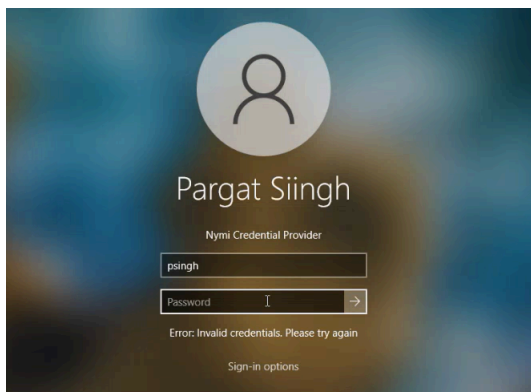 Pargat Siingh
Nymi Credential Provider
psingh
Password
Error: Invalid credentials. Please try again
Sign-in options